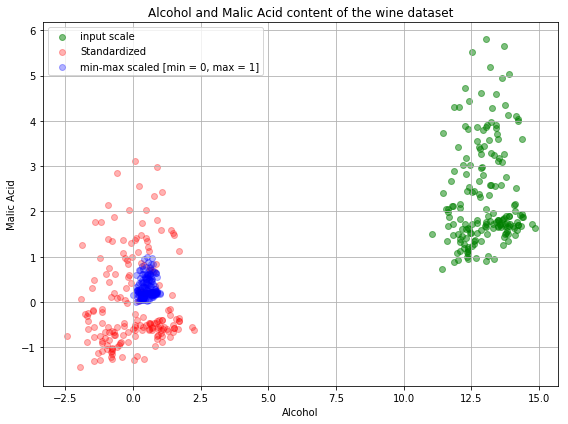 Alcohol and Malic Acid content of the wine dataset
input scale
Standardized
min-max scaled [min = 0, max = 1]
Malic Acid
6
5
4
3
2
1
0
−1
−2.5 0.0 2.5 5.0 7.5 10.0 12.5 15.0
Alcohol